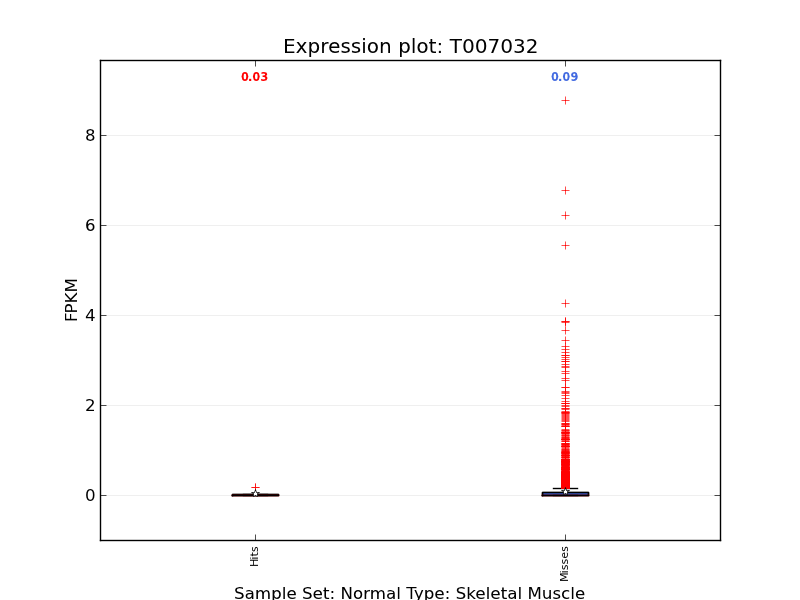 Expression plot: T007032
0.03
0.09
8
6
4
2
0
FPKM
Hits
Misses
Sample Set: Normal Type: Skeletal Muscle